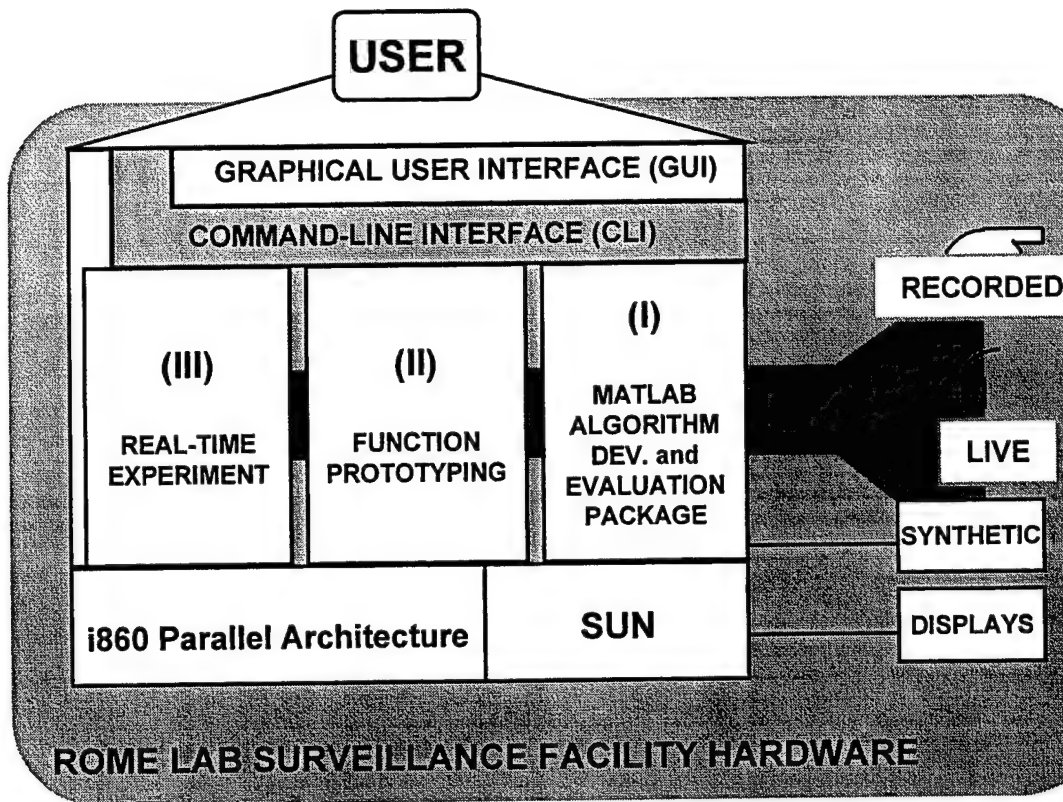 USER
GRAPHICAL USER INTERFACE (GUI)
COMMAND-LINE INTERFACE (CLI)
(III)
REAL-TIME
EXPERIMENT
(II)
FUNCTION
PROTOTYPING
(I)
MATLAB
ALGORITHM
DEV. and
EVALUATION
PACKAGE
RECORDED
LIVE
SYNTHETIC
DISPLAYS
i860 Parallel Architecture
SUN
ROME LAB SURVEILLANCE FACILITY HARDWARE